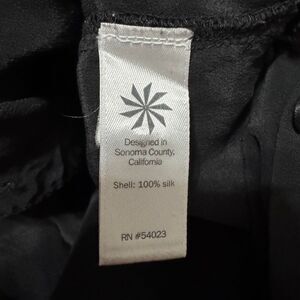 Designed in
Sonoma County,
California
Shell: 100% silk
RN #54023